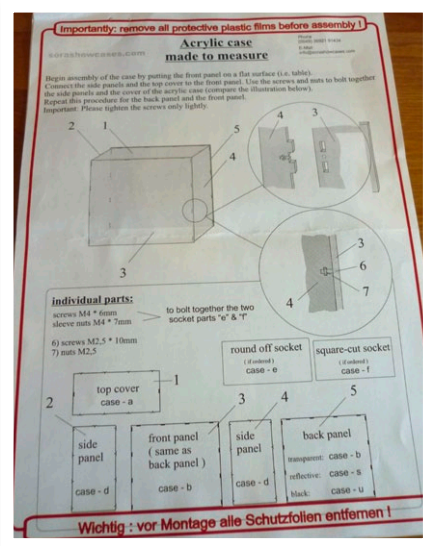 Importantly: remove all protective plastic films before assembly !
Acrylic case
made to measure
sorashowcases.com
Phone
E-Mail
info@sorashowcases.com
Begin assembly of the case by putting the front panel on a flat surface (i.e. table).
Connect the side panels and the top cover to the front panel. Use the screws and nuts to bolt together
the side panels and the cover of the acrylic case (compare the illustration below).
Repeat this procedure for the back panel and the front panel.
Important: Please tighten the screws only lightly.
2 1 5 4 3
4 3
3 6 7 4
individual parts:
screws M4 * 6mm
sleeve nuts M4 * 7mm
to bolt together the two
socket parts "e" & "f"
6) screws M2,5 * 10mm
7) nuts M2,5
round off socket
( if ordered )
case - e
square-cut socket
( if ordered )
case - f
top cover
case - a
1
2
side
panel
case - d
3
front panel
( same as
back panel )
case - b
4
side
panel
case - d
5
back panel
transparent: case - b
reflective: case - s
black: case - u
Wichtig : vor Montage alle Schutzfolien entfernen !